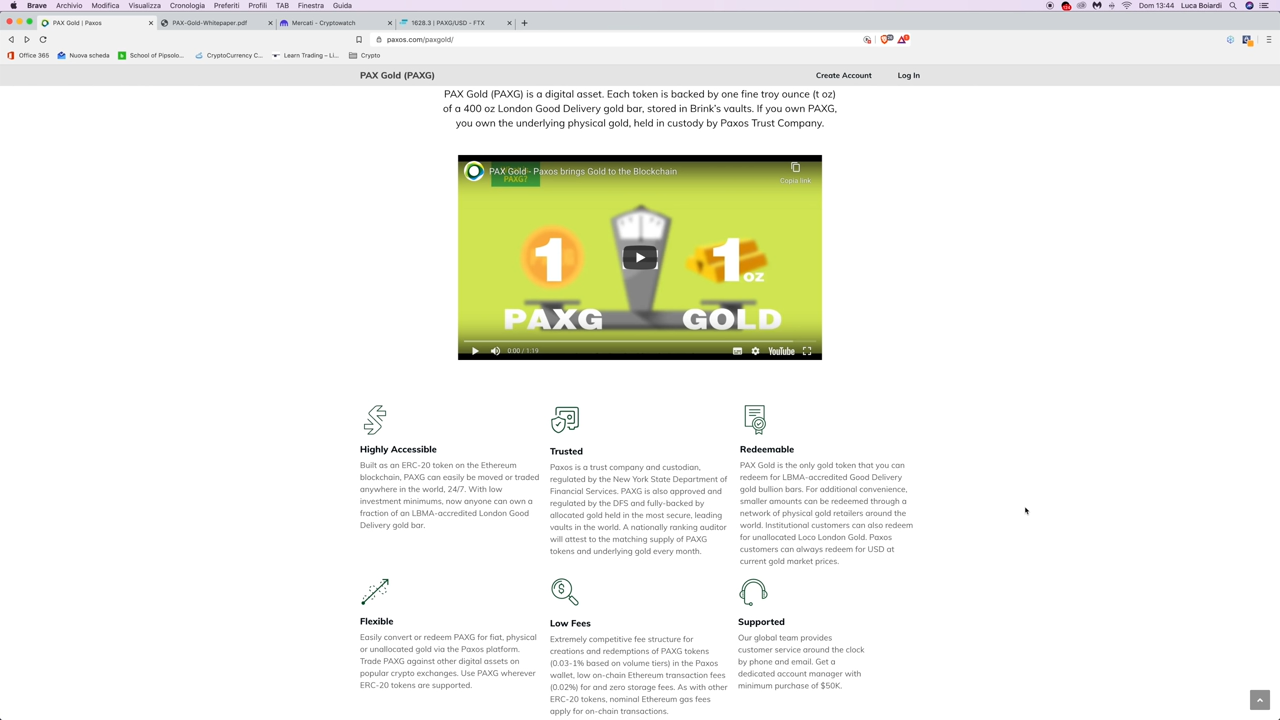 Brave Archivio Modifica Visualizza Cronologia Preferiti Profili TAB Finestra Guida
Dom 13:44 Luca Boiardi
PAX Gold | Paxos
PAX-Gold-Whitepaper.pdf
Mercati - Cryptowatch
1628.3 | PAXG/USD - FTX
paxos.com/paxgold/
Office 365 Nuova scheda School of Pipsolo... CryptoCurrency C... Learn Trading – Li... Crypto
PAX Gold (PAXG)
Create Account Log In
PAX Gold (PAXG) is a digital asset. Each token is backed by one fine troy ounce (t oz)
of a 400 oz London Good Delivery gold bar, stored in Brink's vaults. If you own PAXG,
you own the underlying physical gold, held in custody by Paxos Trust Company.
PAX Gold - Paxos brings Gold to the Blockchain
PAXG?
Copia link
1 1oz
PAXG GOLD
0:00 / 1:19
YouTube
Highly Accessible
Built as an ERC-20 token on the Ethereum
blockchain, PAXG can easily be moved or traded
anywhere in the world, 24/7. With low
investment minimums, now anyone can own a
fraction of an LBMA-accredited London Good
Delivery gold bar.
Trusted
Paxos is a trust company and custodian,
regulated by the New York State Department of
Financial Services. PAXG is also approved and
regulated by the DFS and fully-backed by
allocated gold held in the most secure, leading
vaults in the world. A nationally ranking auditor
will attest to the matching supply of PAXG
tokens and underlying gold every month.
Redeemable
PAX Gold is the only gold token that you can
redeem for LBMA-accredited Good Delivery
gold bullion bars. For additional convenience,
smaller amounts can be redeemed through a
network of physical gold retailers around the
world. Institutional customers can also redeem
for unallocated Loco London Gold. Paxos
customers can always redeem for USD at
current gold market prices.
Flexible
Easily convert or redeem PAXG for fiat, physical
or unallocated gold via the Paxos platform.
Trade PAXG against other digital assets on
popular crypto exchanges. Use PAXG wherever
ERC-20 tokens are supported.
Low Fees
Extremely competitive fee structure for
creations and redemptions of PAXG tokens
(0.03-1% based on volume tiers) in the Paxos
wallet, low on-chain Ethereum transaction fees
(0.02%) for and zero storage fees. As with other
ERC-20 tokens, nominal Ethereum gas fees
apply for on-chain transactions.
Supported
Our global team provides
customer service around the clock
by phone and email. Get a
dedicated account manager with
minimum purchase of $50K.